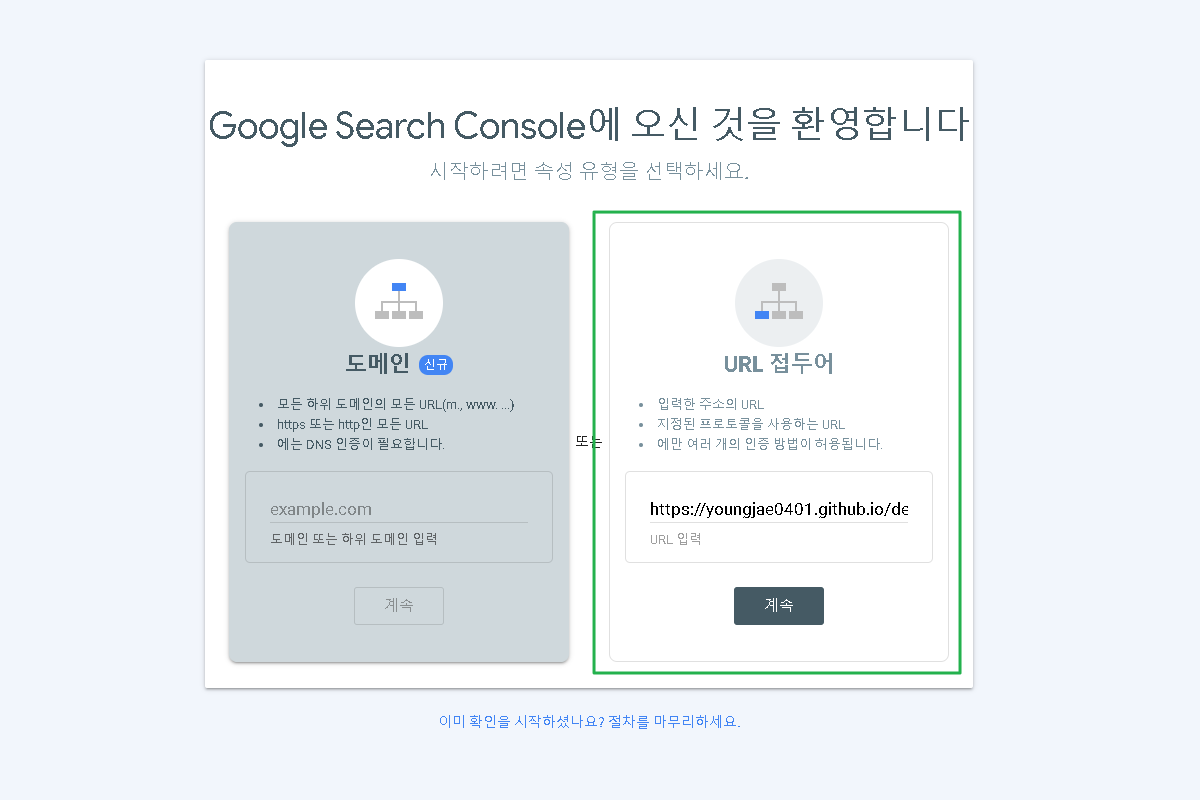 Google Search Console에 오신 것을 환영합니다
시작하려면 속성 유형을 선택하세요.
도메인 신규
모든 하위 도메인의 모든 URL(m., www. ...)
https 또는 http인 모든 URL
에는 DNS 인증이 필요합니다.
example.com
도메인 또는 하위 도메인 입력
계속
또는
URL 접두어
입력한 주소의 URL
지정된 프로토콜을 사용하는 URL
에만 여러 개의 인증 방법이 허용됩니다.
https://youngjae0401.github.io/de
URL 입력
계속
이미 확인을 시작하셨나요? 절차를 마무리하세요.